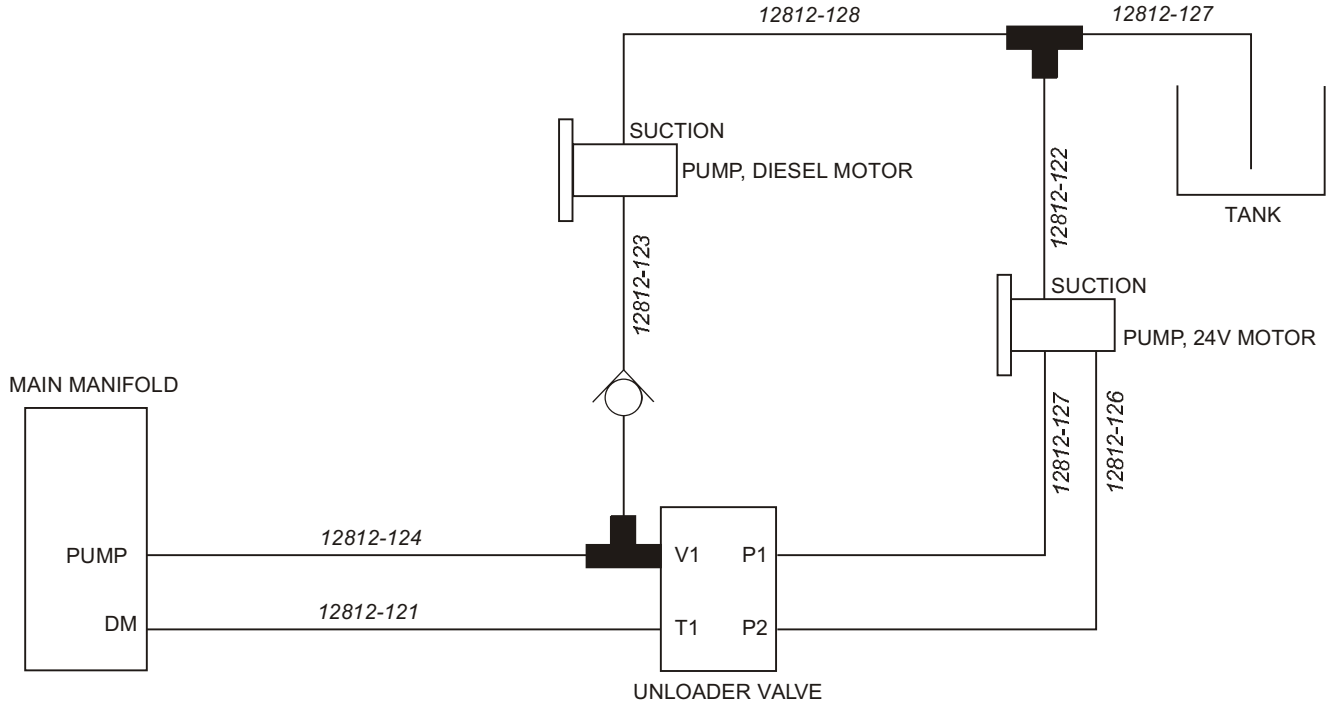 12812-128
12812-127
SUCTION
PUMP, DIESEL MOTOR
12812-122
TANK
12812-123
SUCTION
PUMP, 24V MOTOR
MAIN MANIFOLD
12812-127
12812-126
12812-124
PUMP
V1
P1
12812-121
DM
T1
P2
UNLOADER VALVE